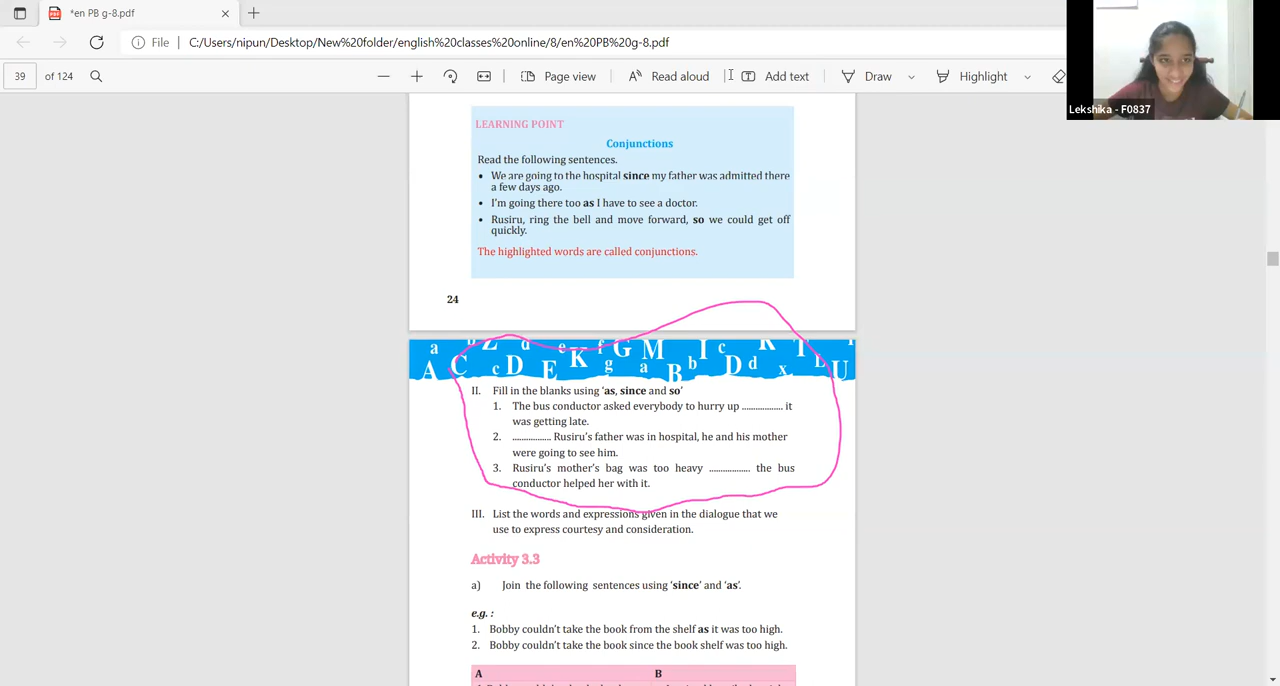 *en PB g-8.pdf
File
C:/Users/nipun/Desktop/New%20folder/english%20classes%20online/8/en%20PB%20g-8.pdf
39 of 124
Page view
Read aloud
Add text
Draw
Highlight
Lekshika - F0837
LEARNING POINT
Conjunctions
Read the following sentences.
• We are going to the hospital since my father was admitted there
a few days ago.
• I'm going there too as I have to see a doctor.
• Rusiru, ring the bell and move forward, so we could get off
quickly.
The highlighted words are called conjunctions.
24
II. Fill in the blanks using 'as, since and so'
1. The bus conductor asked everybody to hurry up ................. it
was getting late.
2. ................ Rusiru's father was in hospital, he and his mother
were going to see him.
3. Rusiru's mother's bag was too heavy ................. the bus
conductor helped her with it.
III. List the words and expressions given in the dialogue that we
use to express courtesy and consideration.
Activity 3.3
a) Join the following sentences using 'since' and 'as'.
e.g. :
1. Bobby couldn't take the book from the shelf as it was too high.
2. Bobby couldn't take the book since the book shelf was too high.
A B